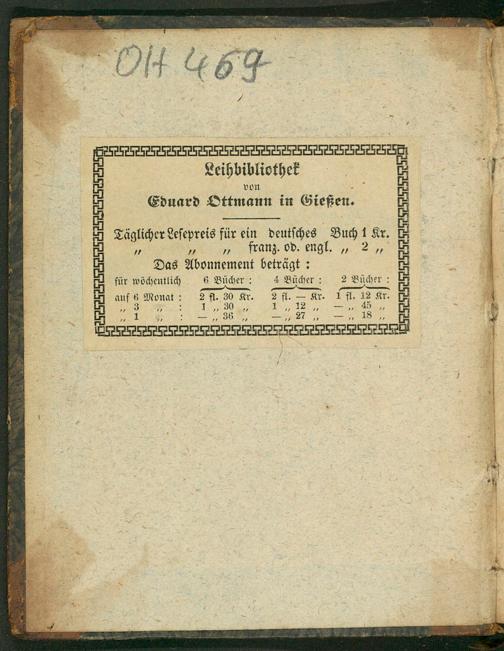 OH 469
Leihbibliothek
von
Eduard Ottmann in Gießen.
Täglicher Lesepreis für ein deutsches Buch 1 Kr.
„ „ „ franz. od. engl. „ 2 „
Das Abonnement beträgt:
für wöchentlich 6 Bücher: 4 Bücher: 2 Bücher:
auf 6 Monat: 2 fl. 30 Kr. 2 fl. — Kr. 1 fl. 12 Kr.
„ 3 „ : 1 „ 30 „ 1 „ 12 „ — „ 45 „
„ 1 „ : — „ 36 „ — „ 27 „ — „ 18 „